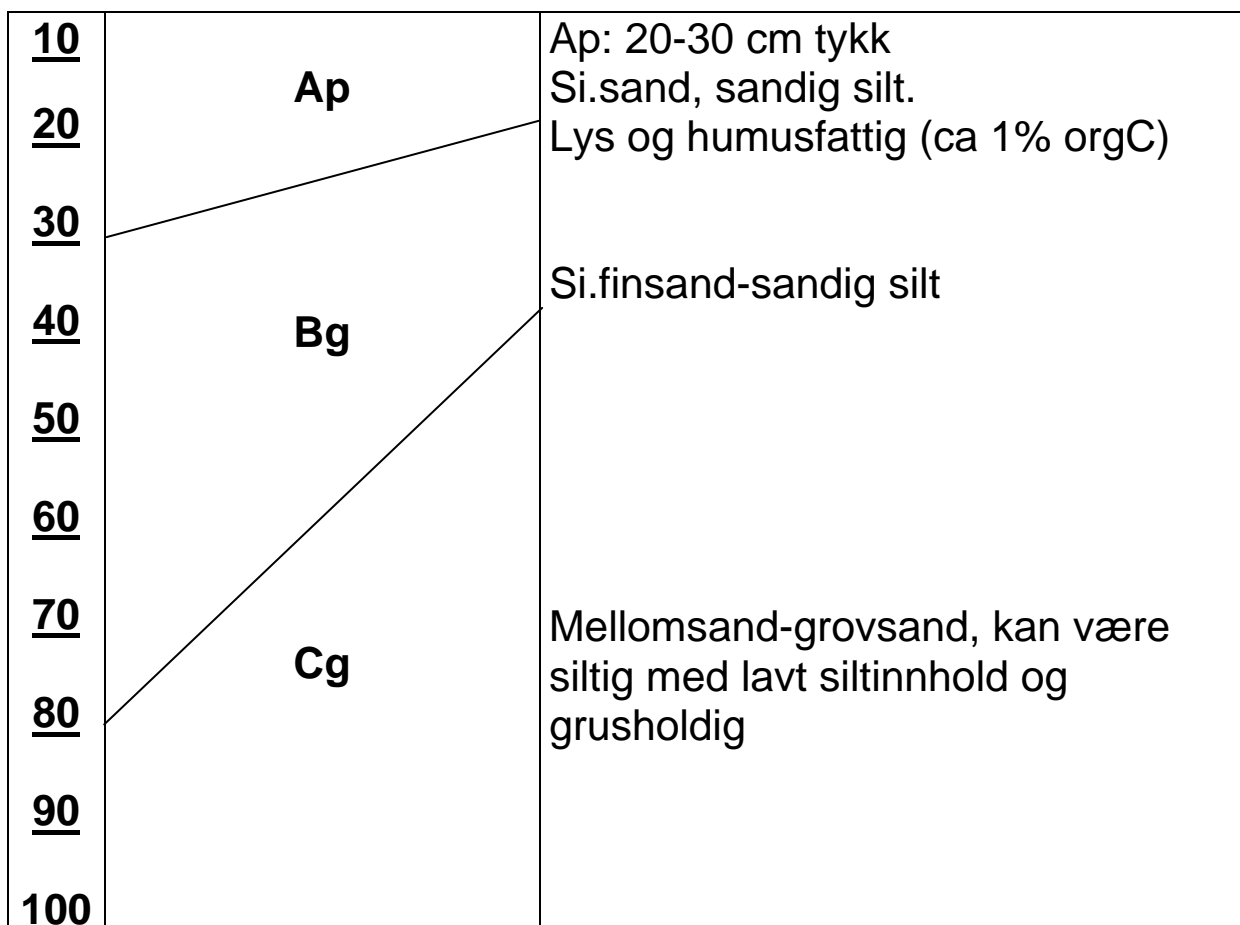 10
Ap
20
30
40
Bg
50
60
70
Cg
80
90
100
Ap: 20-30 cm tykk
Si.sand, sandig silt.
Lys og humusfattig (ca 1% orgC)
Si.finsand-sandig silt
Mellomsand-grovsand, kan være
siltig med lavt siltinnhold og
grusholdig